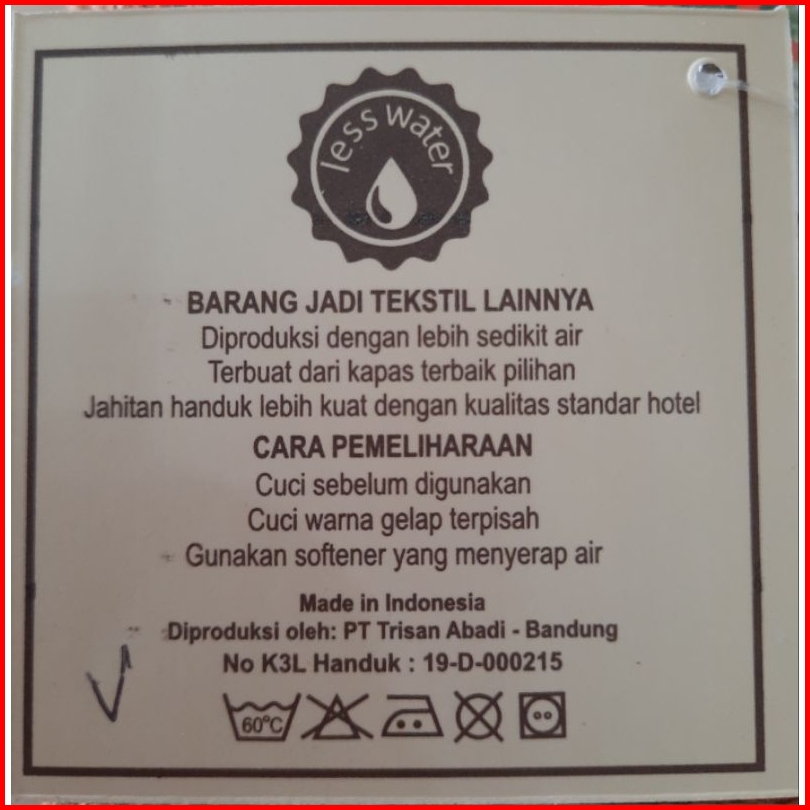 less water
BARANG JADI TEKSTIL LAINNYA
Diproduksi dengan lebih sedikit air
Terbuat dari kapas terbaik pilihan
Jahitan handuk lebih kuat dengan kualitas standar hotel
CARA PEMELIHARAAN
Cuci sebelum digunakan
Cuci warna gelap terpisah
Gunakan softener yang menyerap air
Made in Indonesia
Diproduksi oleh: PT Trisan Abadi - Bandung
No K3L Handuk : 19-D-000215
60°C